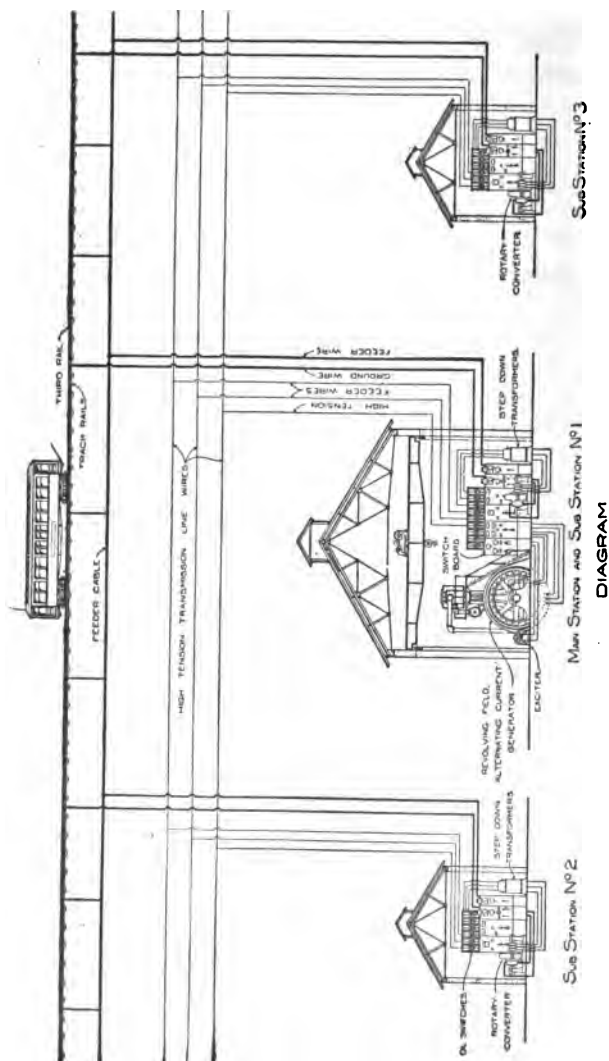 THIRD RAIL
TRACK RAILS
FEEDER CABLE
HIGH TENSION TRANSMISSION LINE WIRES
FEEDER WIRE
GROUND WIRE
FEEDER WIRES
HIGH TENSION
OIL SWITCHES
ROTARY
CONVERTER
STEP DOWN
TRANSFORMERS
SUB STATION Nº 2
REVOLVING FIELD,
ALTERNATING CURRENT
GENERATOR
EXCITER
SWITCH
BOARD
STEP DOWN
TRANSFORMERS
MAIN STATION AND SUB STATION Nº 1
ROTARY
CONVERTER
SUB STATION Nº 3
DIAGRAM